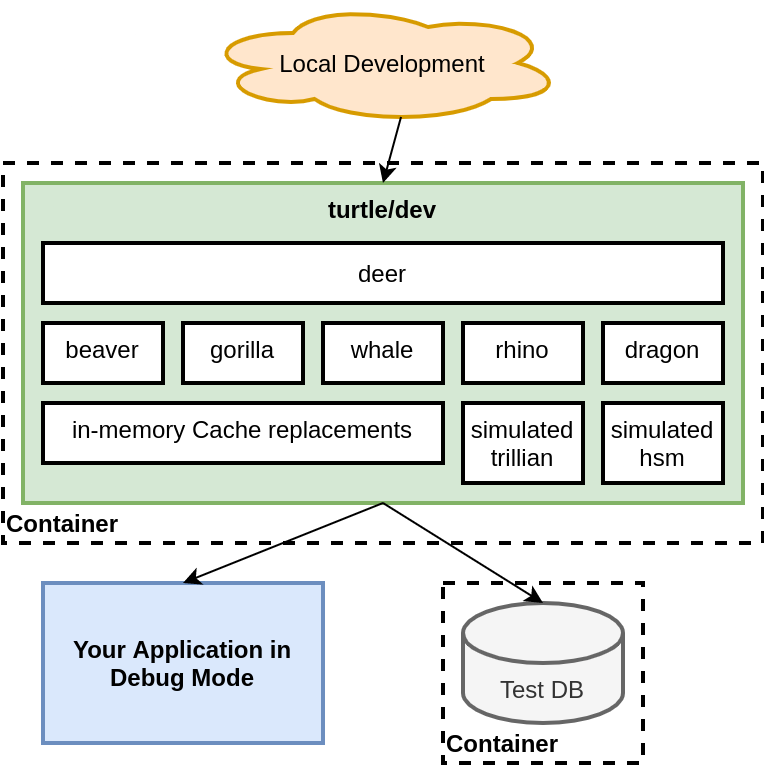 Local Development
turtle/dev
deer
beaver
gorilla
whale
rhino
dragon
in-memory Cache replacements
simulated
trillian
simulated
hsm
Container
Your Application in
Debug Mode
Test DB
Container